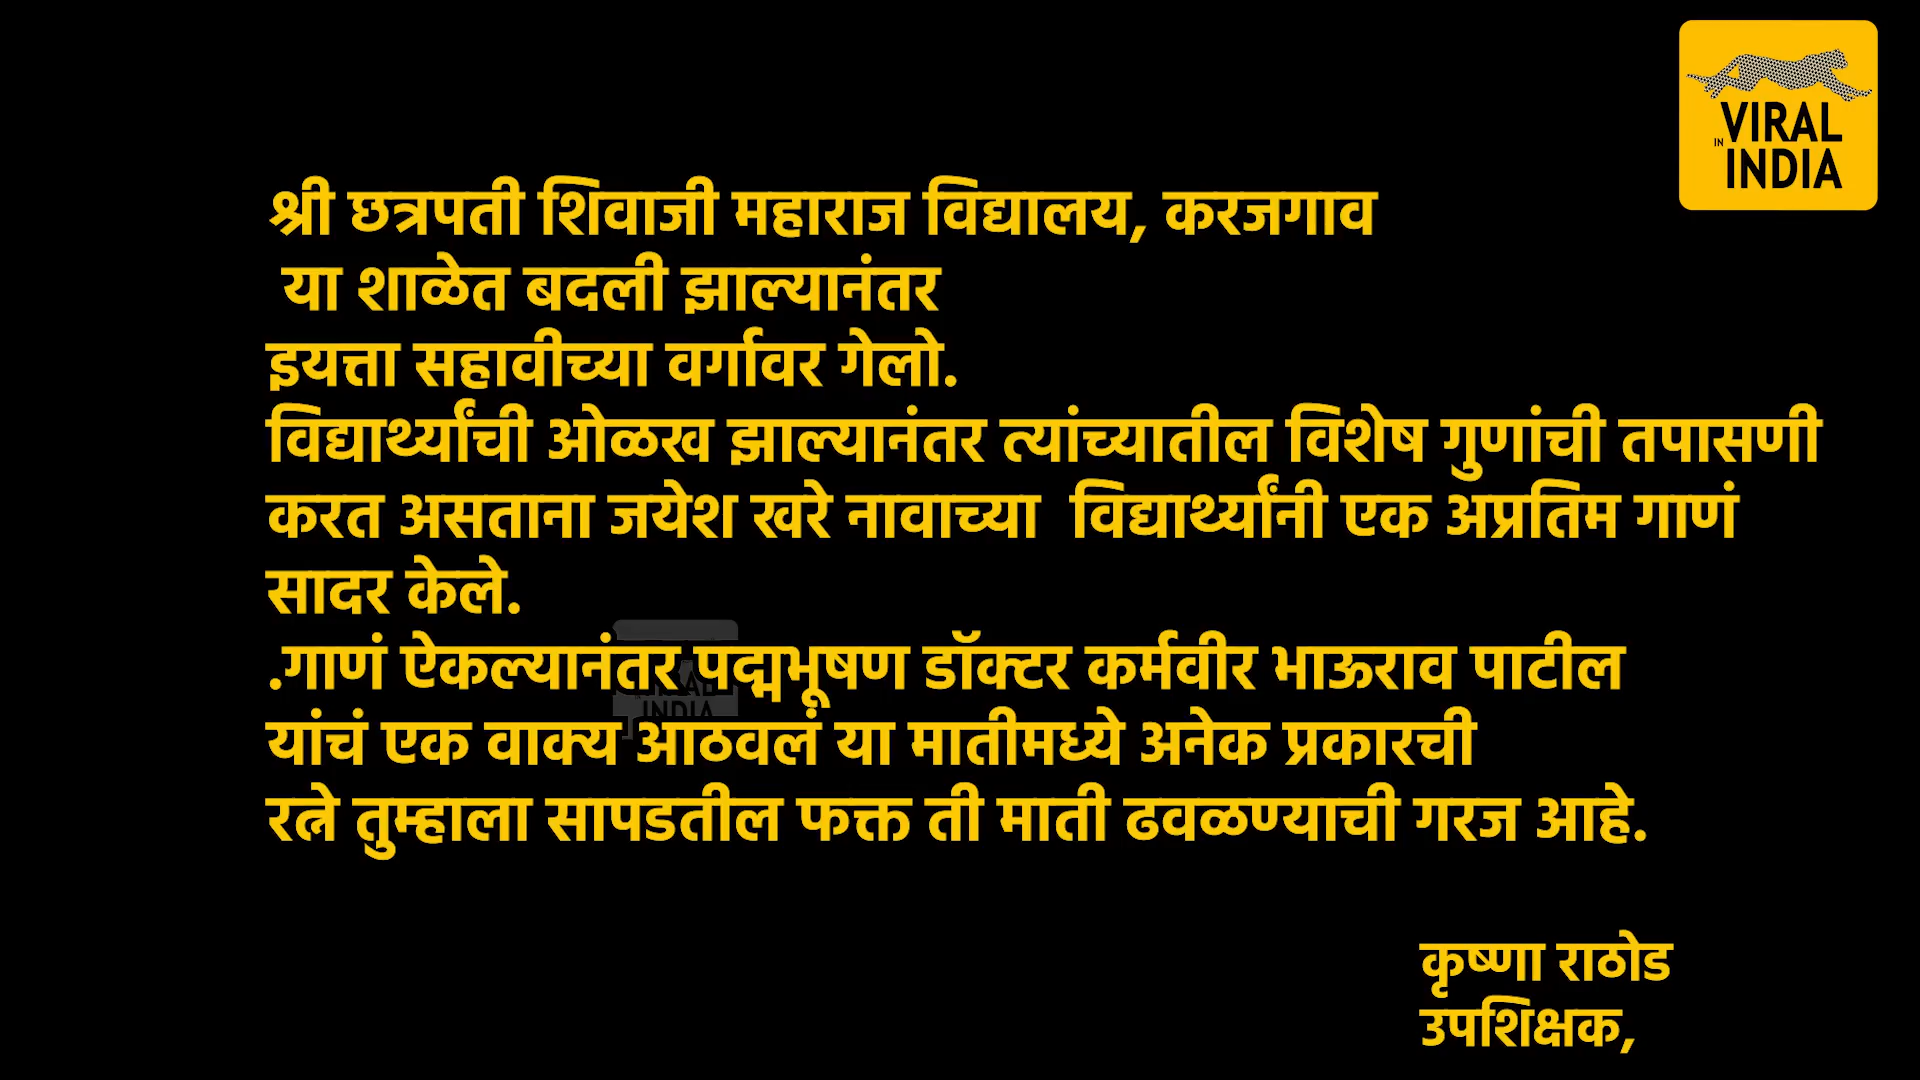 VIRAL
IN INDIA
श्री छत्रपती शिवाजी महाराज विद्यालय, करजगाव
या शाळेत बदली झाल्यानंतर
इयत्ता सहावीच्या वर्गावर गेलो.
विद्यार्थ्यांची ओळख झाल्यानंतर त्यांच्यातील विशेष गुणांची तपासणी
करत असताना जयेश खरे नावाच्या विद्यार्थ्यांनी एक अप्रतिम गाणं
सादर केले.
.गाणं ऐकल्यानंतर पद्मभूषण डॉक्टर कर्मवीर भाऊराव पाटील
यांचं एक वाक्य आठवलं या मातीमध्ये अनेक प्रकारची
रत्ने तुम्हाला सापडतील फक्त ती माती ढवळण्याची गरज आहे.
कृष्णा राठोड
उपशिक्षक,